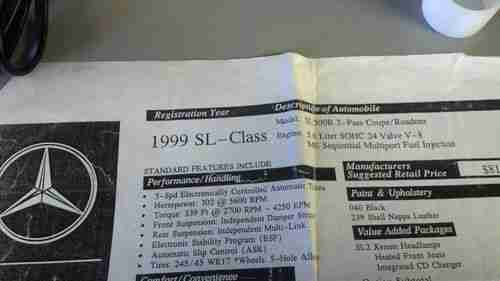 Registration Year
Description of Automobile
1999 SL-Class
Model: SL500R 2-Pass Coupe/Roadster
Engine: 5.0 Liter SOHC 24 Valve V-8
Sequential Multiport Fuel Injection
STANDARD FEATURES INCLUDE
Performance/Handling
• 5-Spd Electronically Controlled Automatic Trans
• Horsepower: 302 @ 5600 RPM
• Torque: 339 Ft @ 2700 RPM - 4250 RPM
• Front Suspension: Independent Damper Strut
• Rear Suspension: Independent Multi-Link
• Electronic Stability Program (ESP)
• Automatic Slip Control (ASR)
• Tires: 245/45 WR17 *Wheels: 5-Hole Alloy
Comfort/Convenience
Manufacturers
Suggested Retail Price
$81
Paint & Upholstery
040 Black
239 Shell Nappa Leather
Value Added Packages
SL2 Xenon Headlamps
Heated Front Seats
Integrated CD Changer